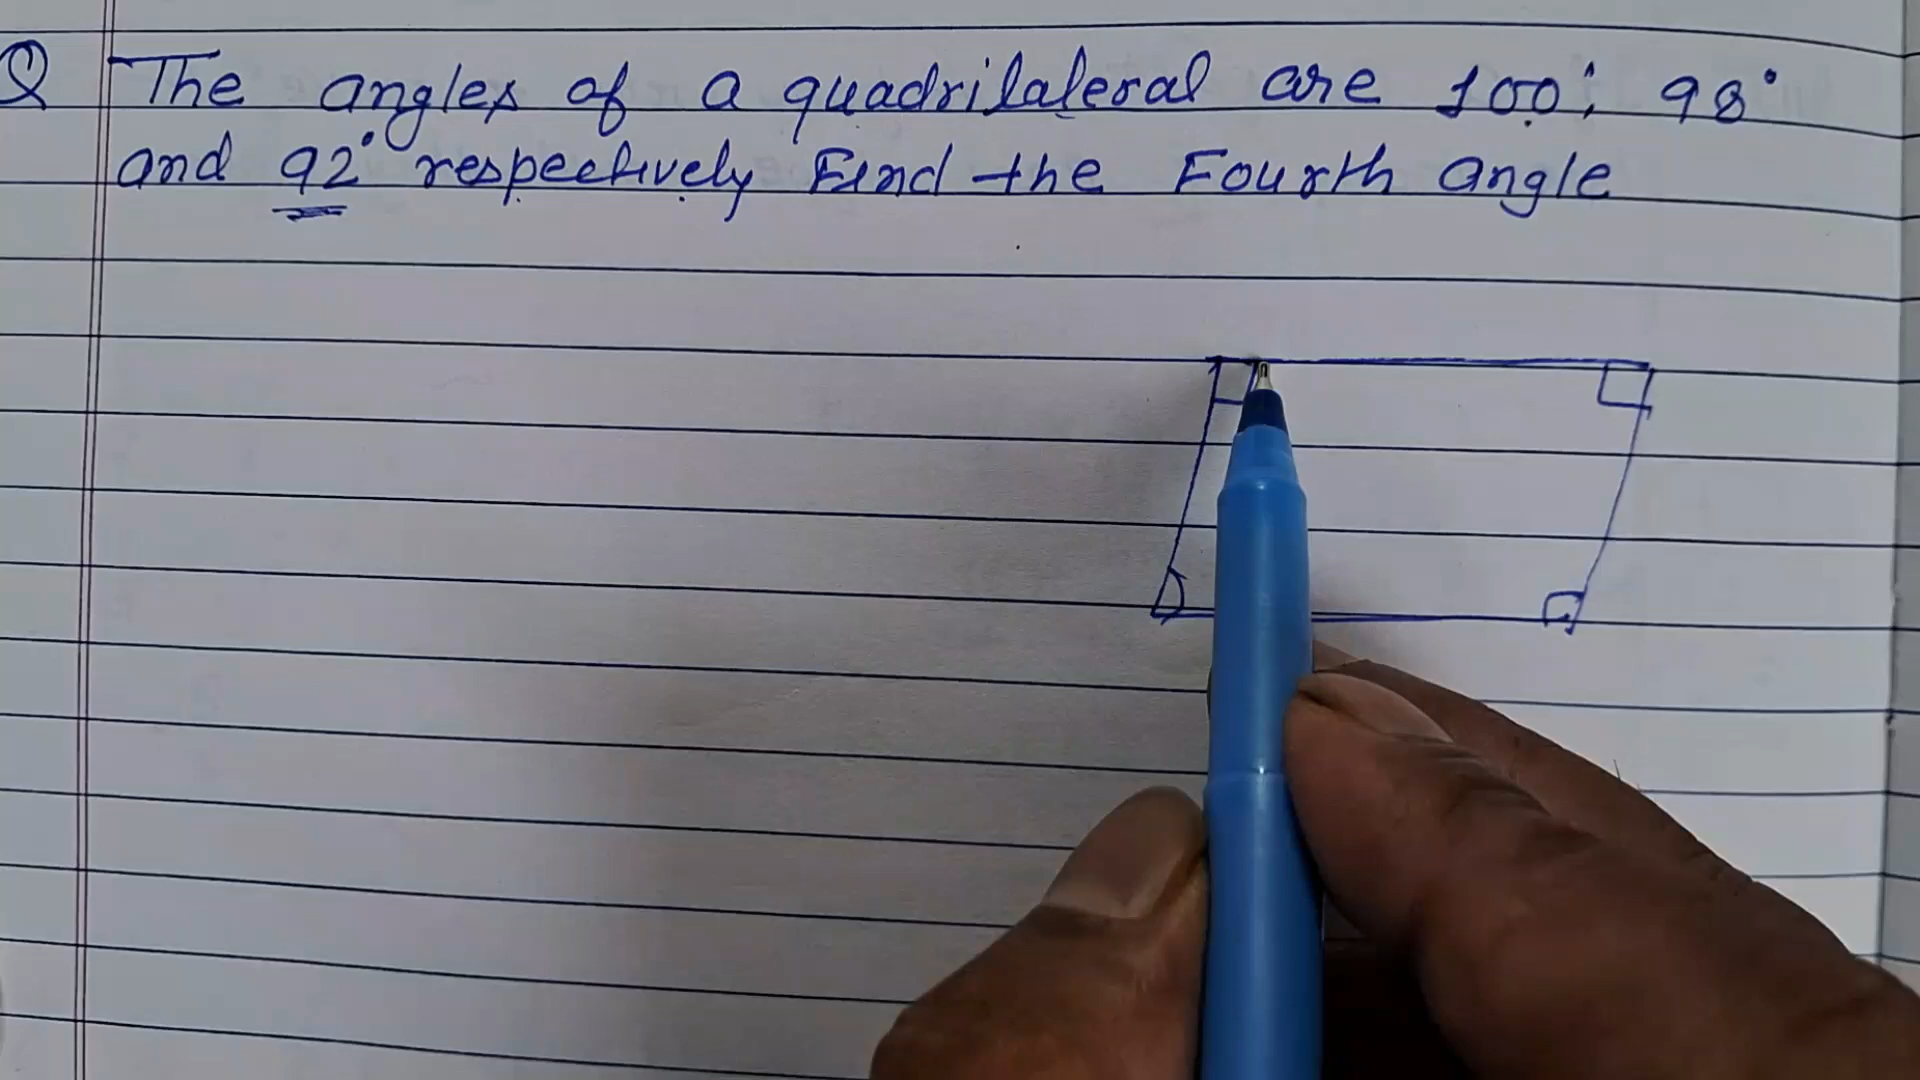 Q The angles of a quadrilateral are 100°, 98°
and 92° respectively Find the Fourth angle